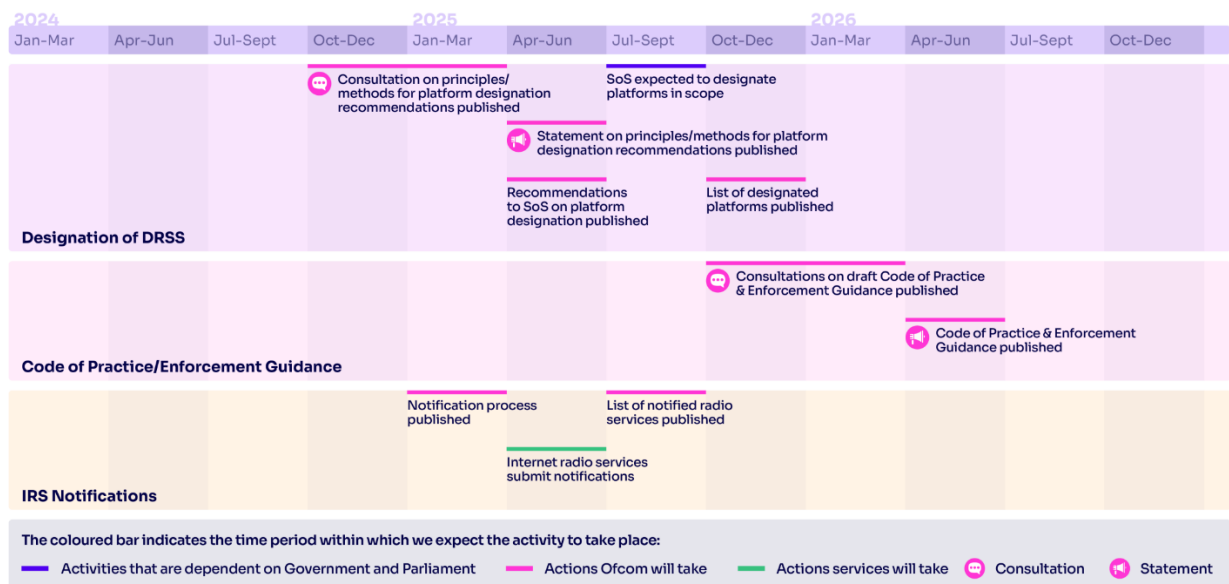 2024
2025
2026
Jan-Mar
Apr-Jun
Jul-Sept
Oct-Dec
Jan-Mar
Apr-Jun
Jul-Sept
Oct-Dec
Jan-Mar
Apr-Jun
Jul-Sept
Oct-Dec
Consultation on principles/
methods for platform designation
recommendations published
SoS expected to designate
platforms in scope
Statement on principles/methods for platform
designation recommendations published
Recommendations
to SoS on platform
designation published
List of designated
platforms published
Designation of DRSS
Consultations on draft Code of Practice
& Enforcement Guidance published
Code of Practice & Enforcement
Guidance published
Code of Practice/Enforcement Guidance
Notification process
published
List of notified radio
services published
Internet radio services
submit notifications
IRS Notifications
The coloured bar indicates the time period within which we expect the activity to take place:
Activities that are dependent on Government and Parliament
Actions Ofcom will take
Actions services will take
Consultation
Statement